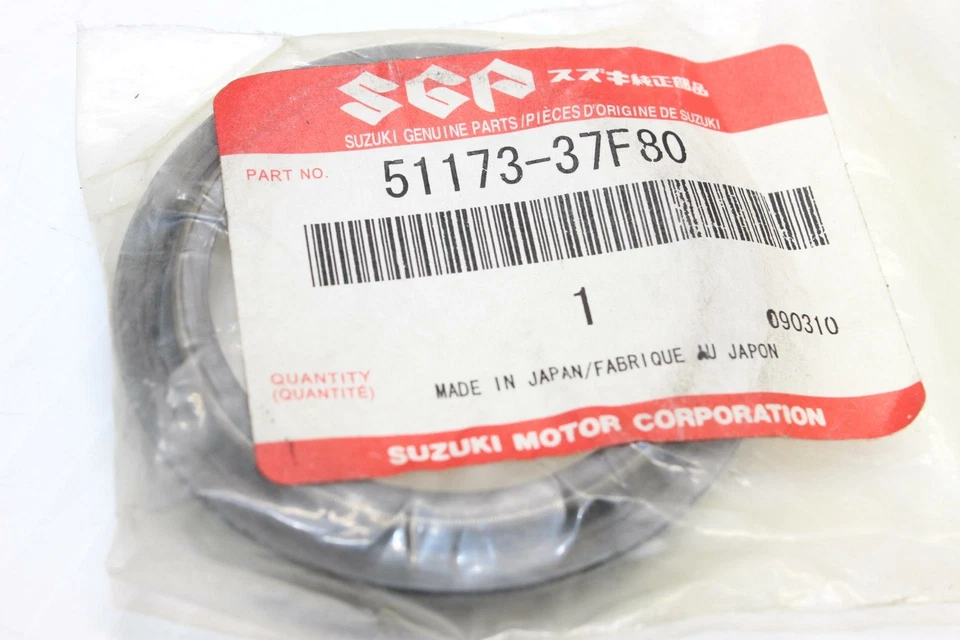 SGP スズキ純正部品
SUZUKI GENUINE PARTS/PIÈCES D'ORIGINE DE SUZUKI
PART NO. 51173-37F80
1
090310
QUANTITY
(QUANTITÉ)
MADE IN JAPAN/FABRIQUE AU JAPON
SUZUKI MOTOR CORPORATION